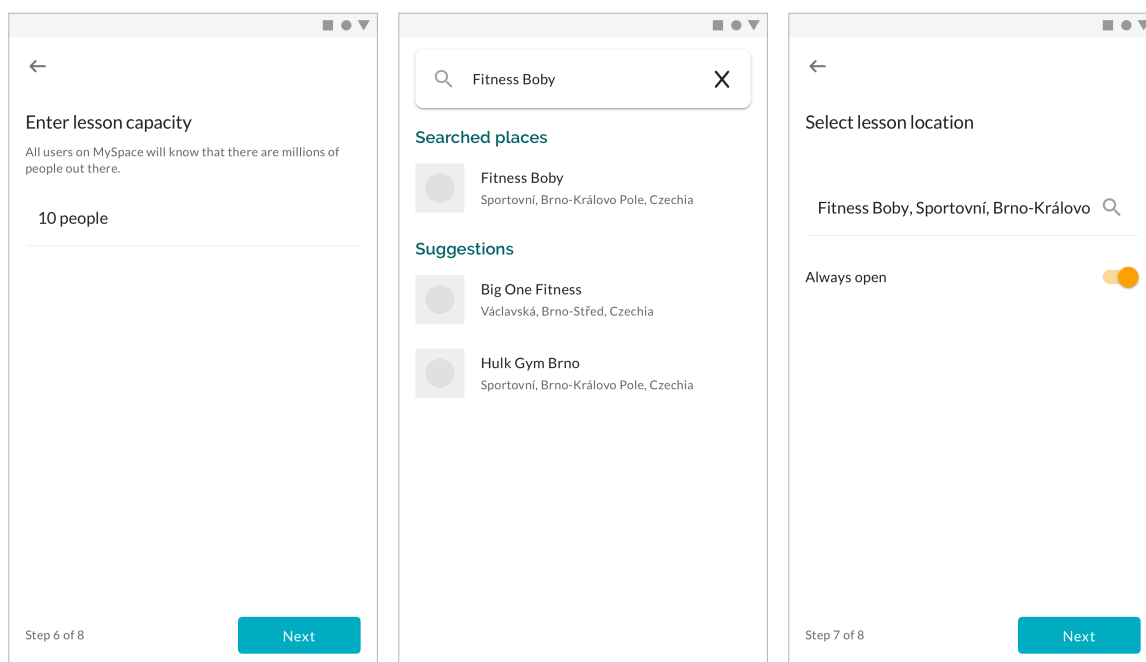 Enter lesson capacity
All users on MySpace will know that there are millions of
people out there.
10 people
Step 6 of 8
Next
Fitness Boby
Searched places
Fitness Boby
Sportovní, Brno-Královo Pole, Czechia
Suggestions
Big One Fitness
Václavská, Brno-Střed, Czechia
Hulk Gym Brno
Sportovní, Brno-Královo Pole, Czechia
Select lesson location
Fitness Boby, Sportovní, Brno-Královo
Always open
Step 7 of 8
Next